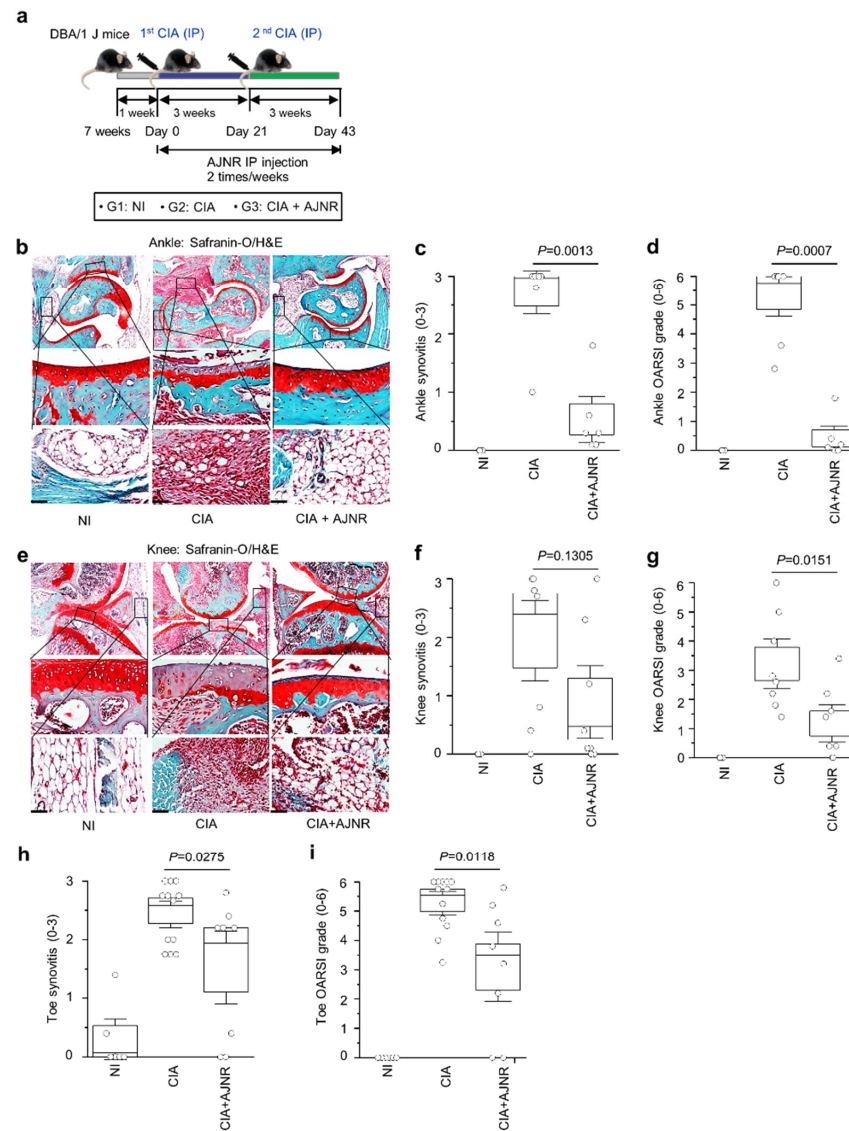 a
DBA/1 J mice
1st CIA (IP)
2nd CIA (IP)
1 week
3 weeks
3 weeks
7 weeks
Day 0
Day 21
Day 43
AJNR IP injection
2 times/weeks
• G1: NI • G2: CIA • G3: CIA + AJNR
b
Ankle: Safranin-O/H&E
NI
CIA
CIA + AJNR
c
P=0.0013
Ankle synovitis (0-3)
3
2
1
0
NI
CIA
CIA+AJNR
d
P=0.0007
Ankle OARSI grade (0-6)
6
5
4
3
2
1
0
NI
CIA
CIA+AJNR
e
Knee: Safranin-O/H&E
NI
CIA
CIA+AJNR
f
P=0.1305
Knee synovitis (0-3)
3
2
1
0
NI
CIA
CIA+AJNR
g
P=0.0151
Knee OARSI grade (0-6)
6
5
4
3
2
1
0
NI
CIA
CIA+AJNR
h
P=0.0275
Toe synovitis (0-3)
3
2
1
0
NI
CIA
CIA+AJNR
i
P=0.0118
Toe OARSI grade (0-6)
6
5
4
3
2
1
0
NI
CIA
CIA+AJNR